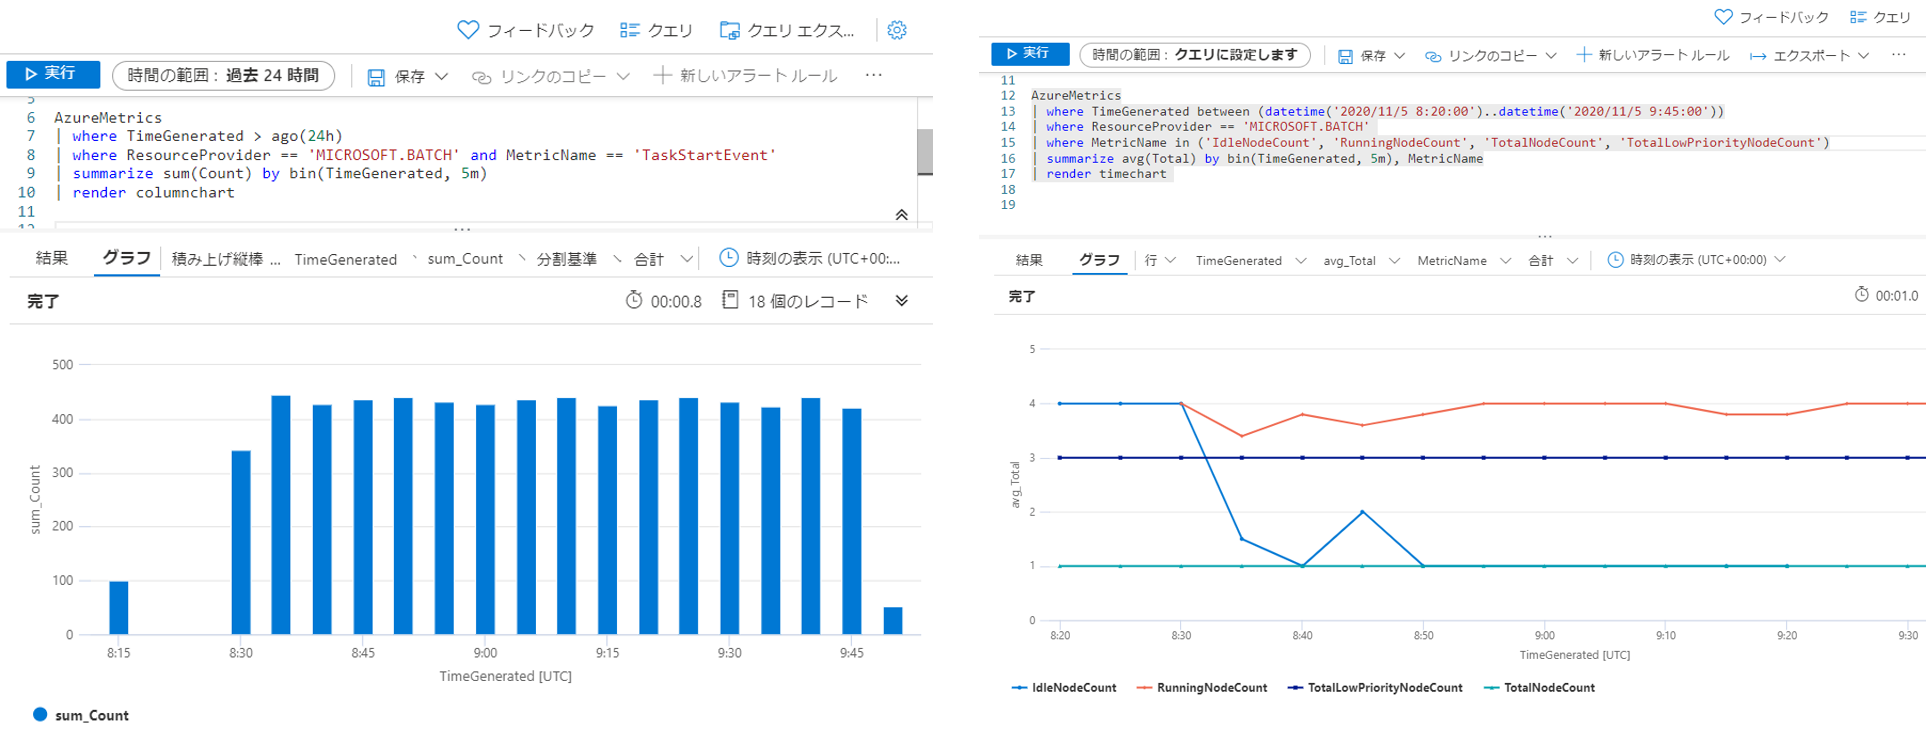 フィードバック クエリ クエリ エクス...
実行 時間の範囲 : 過去 24 時間 保存 リンクのコピー 新しいアラート ルール ...
5
6 AzureMetrics
7 | where TimeGenerated > ago(24h)
8 | where ResourceProvider == 'MICROSOFT.BATCH' and MetricName == 'TaskStartEvent'
9 | summarize sum(Count) by bin(TimeGenerated, 5m)
10 | render columnchart
11
12
...
結果 グラフ 積み上げ縦棒 ... TimeGenerated sum_Count 分割基準 合計 時刻の表示 (UTC+00:...
完了 00:00.8 18 個のレコード
500
400
300
200
100
0
sum_Count
8:15 8:30 8:45 9:00 9:15 9:30 9:45
TimeGenerated [UTC]
sum_Count
フィードバック クエリ
実行 時間の範囲 : クエリに設定します 保存 リンクのコピー 新しいアラート ルール エクスポート ...
11
12 AzureMetrics
13 | where TimeGenerated between (datetime('2020/11/5 8:20:00')..datetime('2020/11/5 9:45:00'))
14 | where ResourceProvider == 'MICROSOFT.BATCH'
15 | where MetricName in ('IdleNodeCount', 'RunningNodeCount', 'TotalNodeCount', 'TotalLowPriorityNodeCount')
16 | summarize avg(Total) by bin(TimeGenerated, 5m), MetricName
17 | render timechart
18
19
...
結果 グラフ 行 TimeGenerated avg_Total MetricName 合計 時刻の表示 (UTC+00:00)
完了 00:01.0
5
4
3
2
1
0
avg_Total
8:20 8:30 8:40 8:50 9:00 9:10 9:20 9:30
TimeGenerated [UTC]
IdleNodeCount RunningNodeCount TotalLowPriorityNodeCount TotalNodeCount